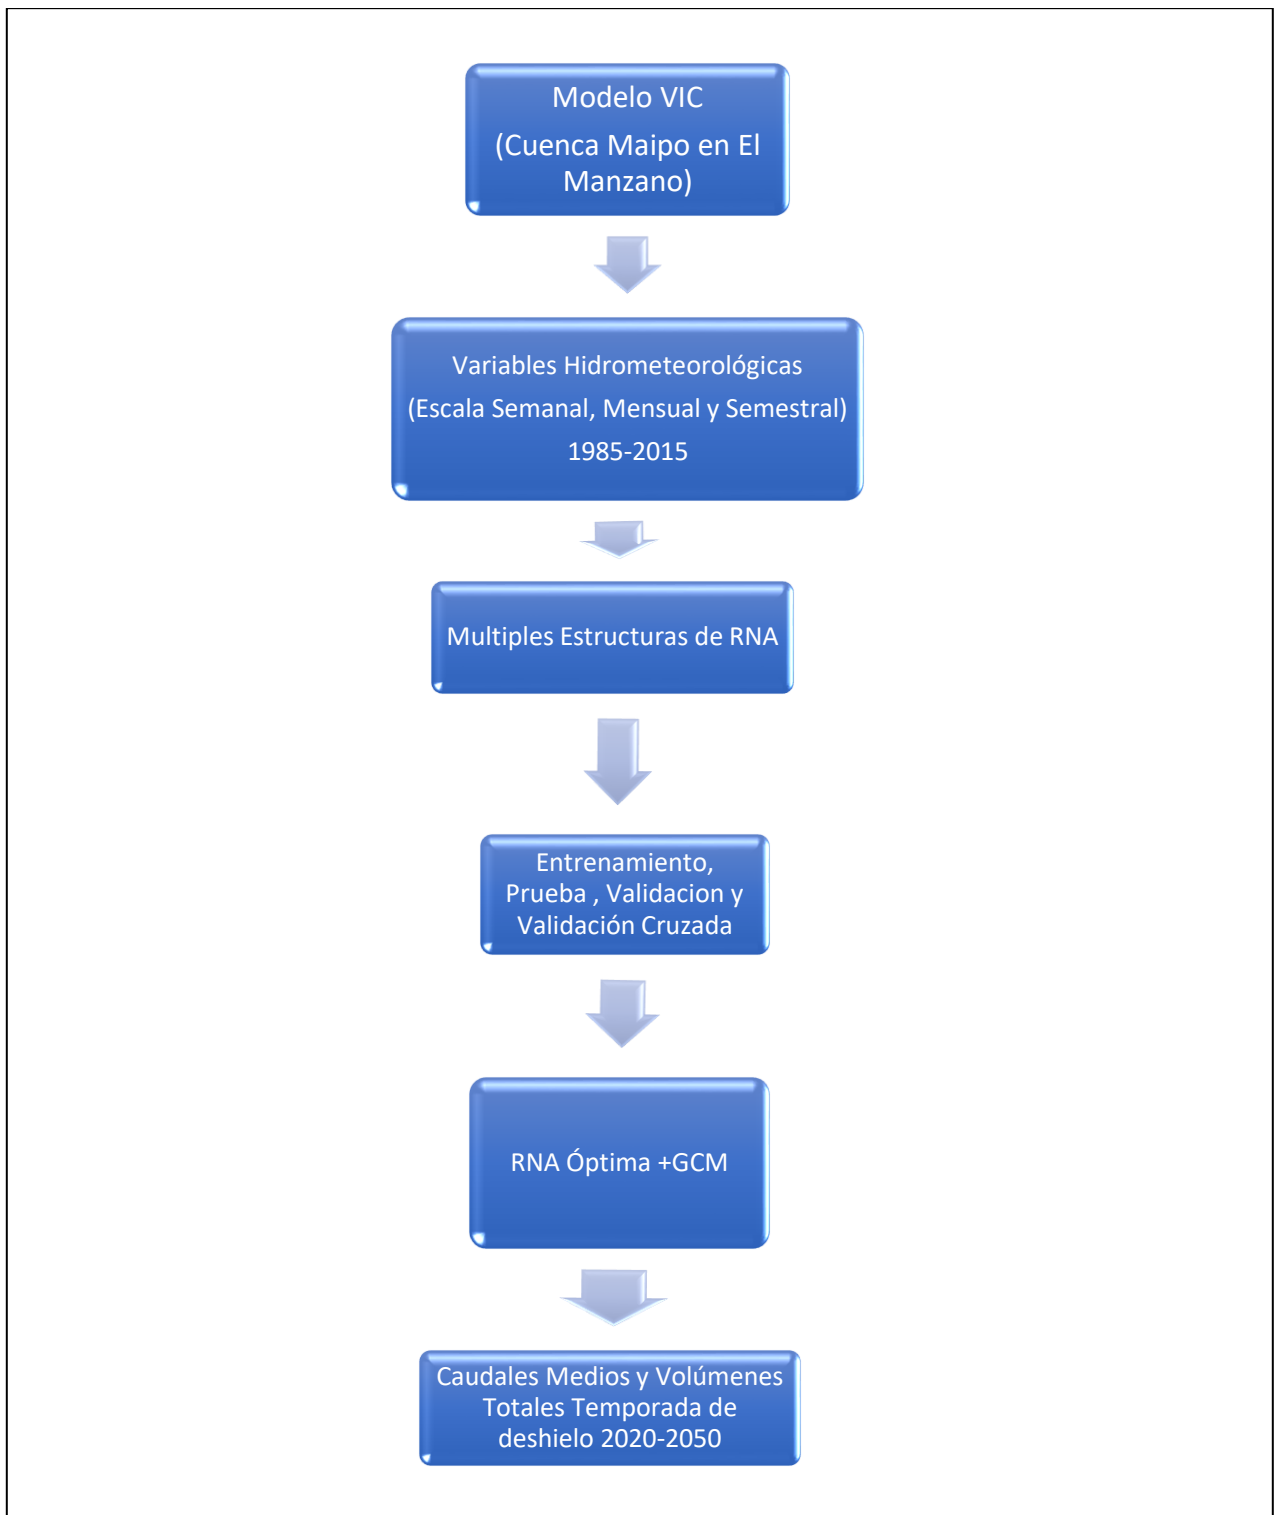 Modelo VIC
(Cuenca Maipo en El
Manzano)
Variables Hidrometeorológicas
(Escala Semanal, Mensual y Semestral)
1985-2015
Multiples Estructuras de RNA
Entrenamiento,
Prueba , Validacion y
Validación Cruzada
RNA Óptima +GCM
Caudales Medios y Volúmenes
Totales Temporada de
deshielo 2020-2050